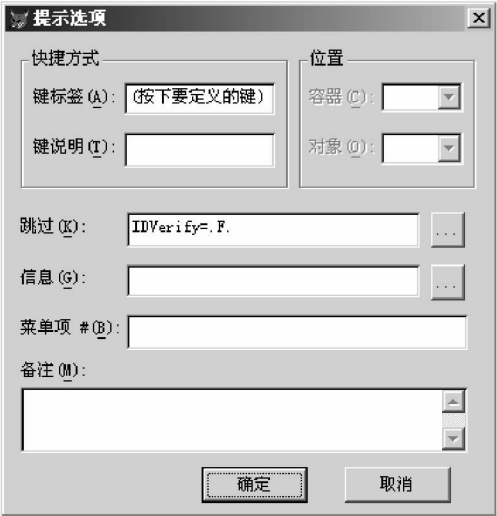 提示选项
快捷方式
位置
键标签(A): (按下要定义的键)
容器(C):
键说明(T):
对象(O):
跳过(K): IDVerify=.F. ...
信息(G): ...
菜单项 #(B):
备注(M):
确定 取消